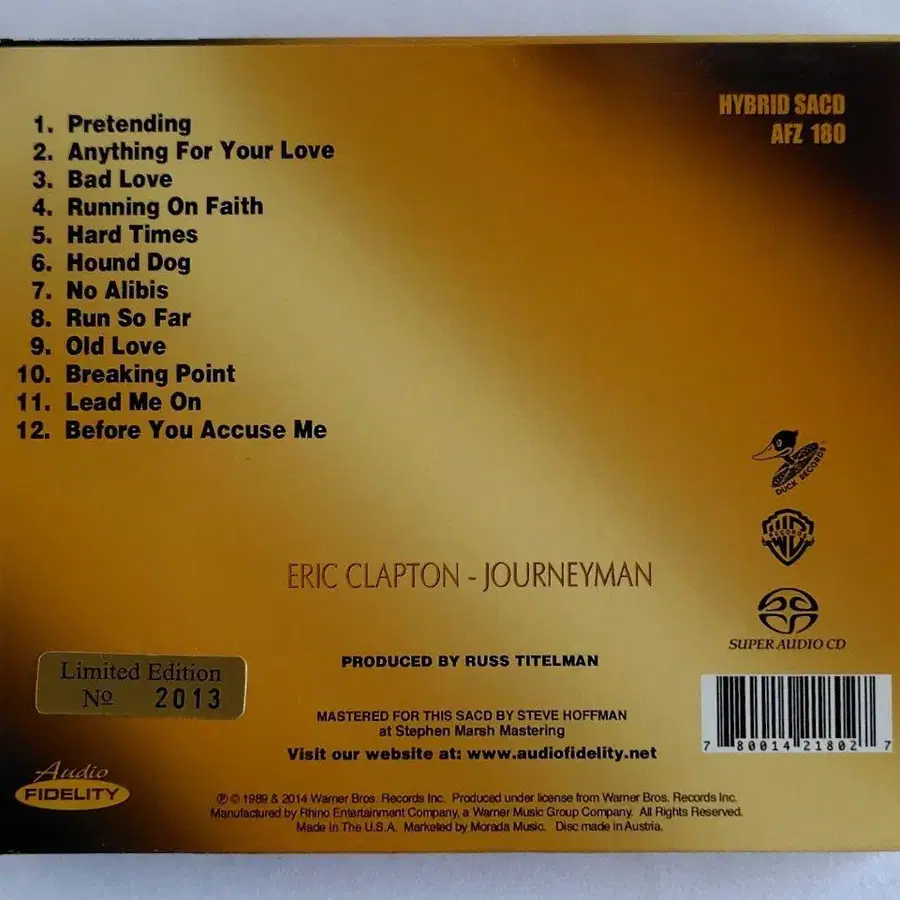 HYBRID SACD
AFZ 180
1. Pretending
2. Anything For Your Love
3. Bad Love
4. Running On Faith
5. Hard Times
6. Hound Dog
7. No Alibis
8. Run So Far
9. Old Love
10. Breaking Point
11. Lead Me On
12. Before You Accuse Me
DUCK RECORDS
WB RECORDS
SUPER AUDIO CD
ERIC CLAPTON - JOURNEYMAN
PRODUCED BY RUSS TITELMAN
Limited Edition
No 2013
MASTERED FOR THIS SACD BY STEVE HOFFMAN
at Stephen Marsh Mastering
Visit our website at: www.audiofidelity.net
7 80014 21802 7
Audio
FIDELITY
℗ © 1989 & 2014 Warner Bros. Records Inc. Produced under license from Warner Bros. Records Inc.
Manufactured by Rhino Entertainment Company, a Warner Music Group Company. All Rights Reserved.
Made in The U.S.A. Marketed by Morada Music. Disc made in Austria.